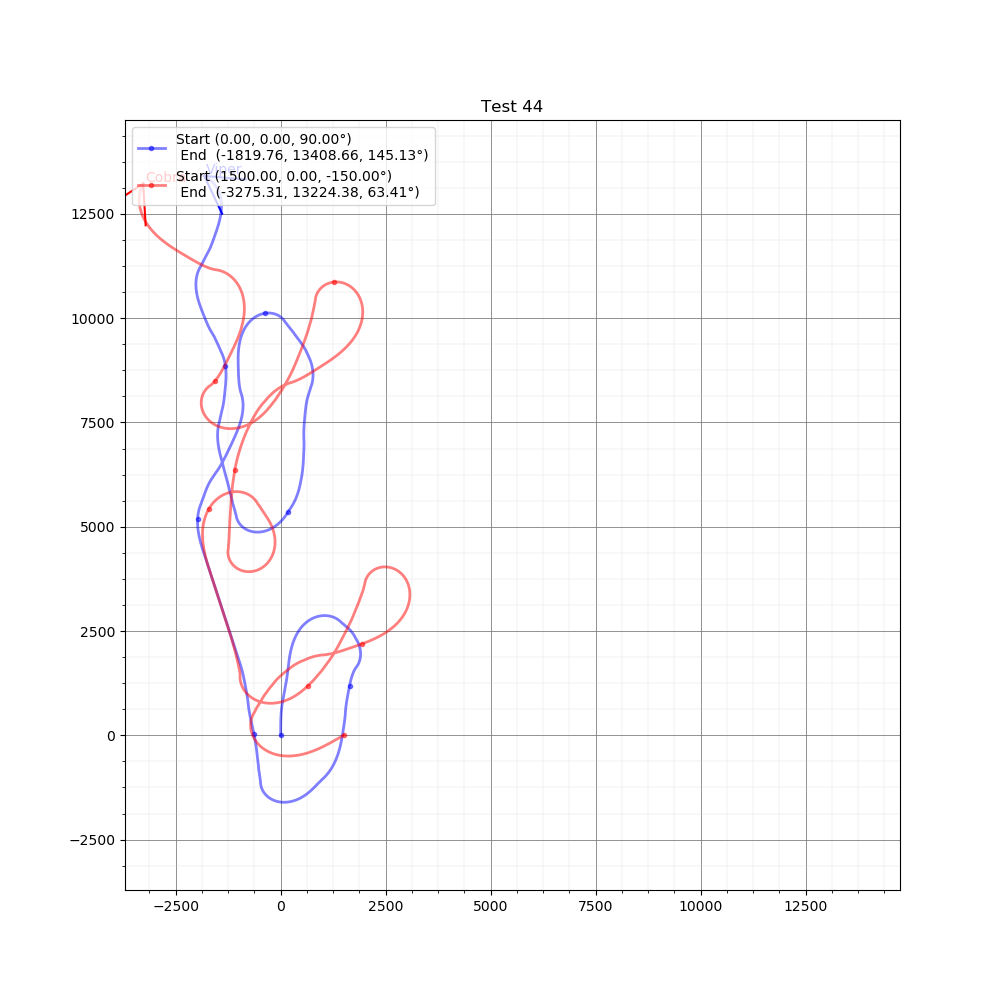 Test 44
Start (0.00, 0.00, 90.00°)
End  (-1819.76, 13408.66, 145.13°)
Start (1500.00, 0.00, -150.00°)
End  (-3275.31, 13224.38, 63.41°)
12500
10000
7500
5000
2500
0
−2500
−2500
0
2500
5000
7500
10000
12500